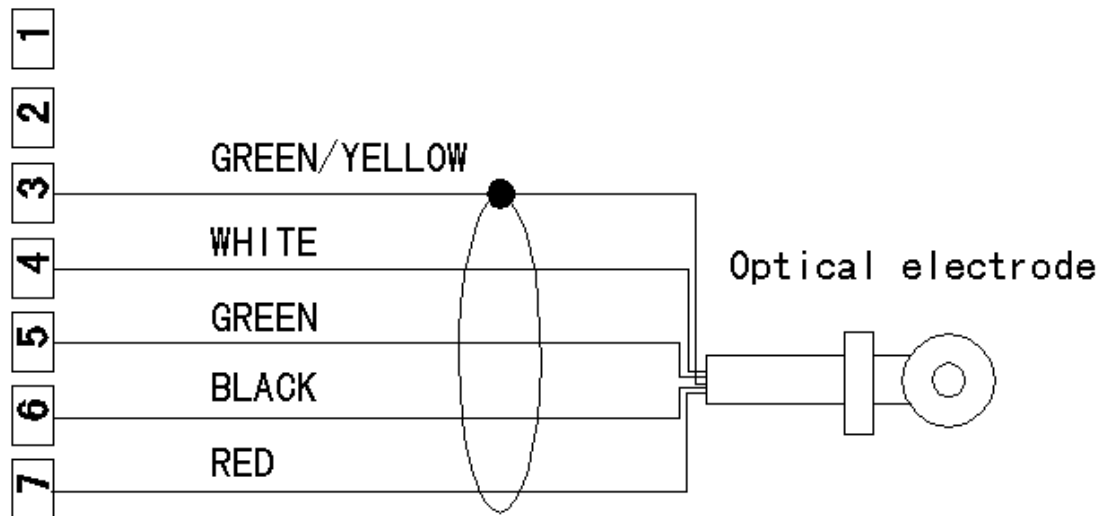 1
2
GREEN/YELLOW
3
WHITE
4
Optical electrode
GREEN
5
BLACK
6
RED
7